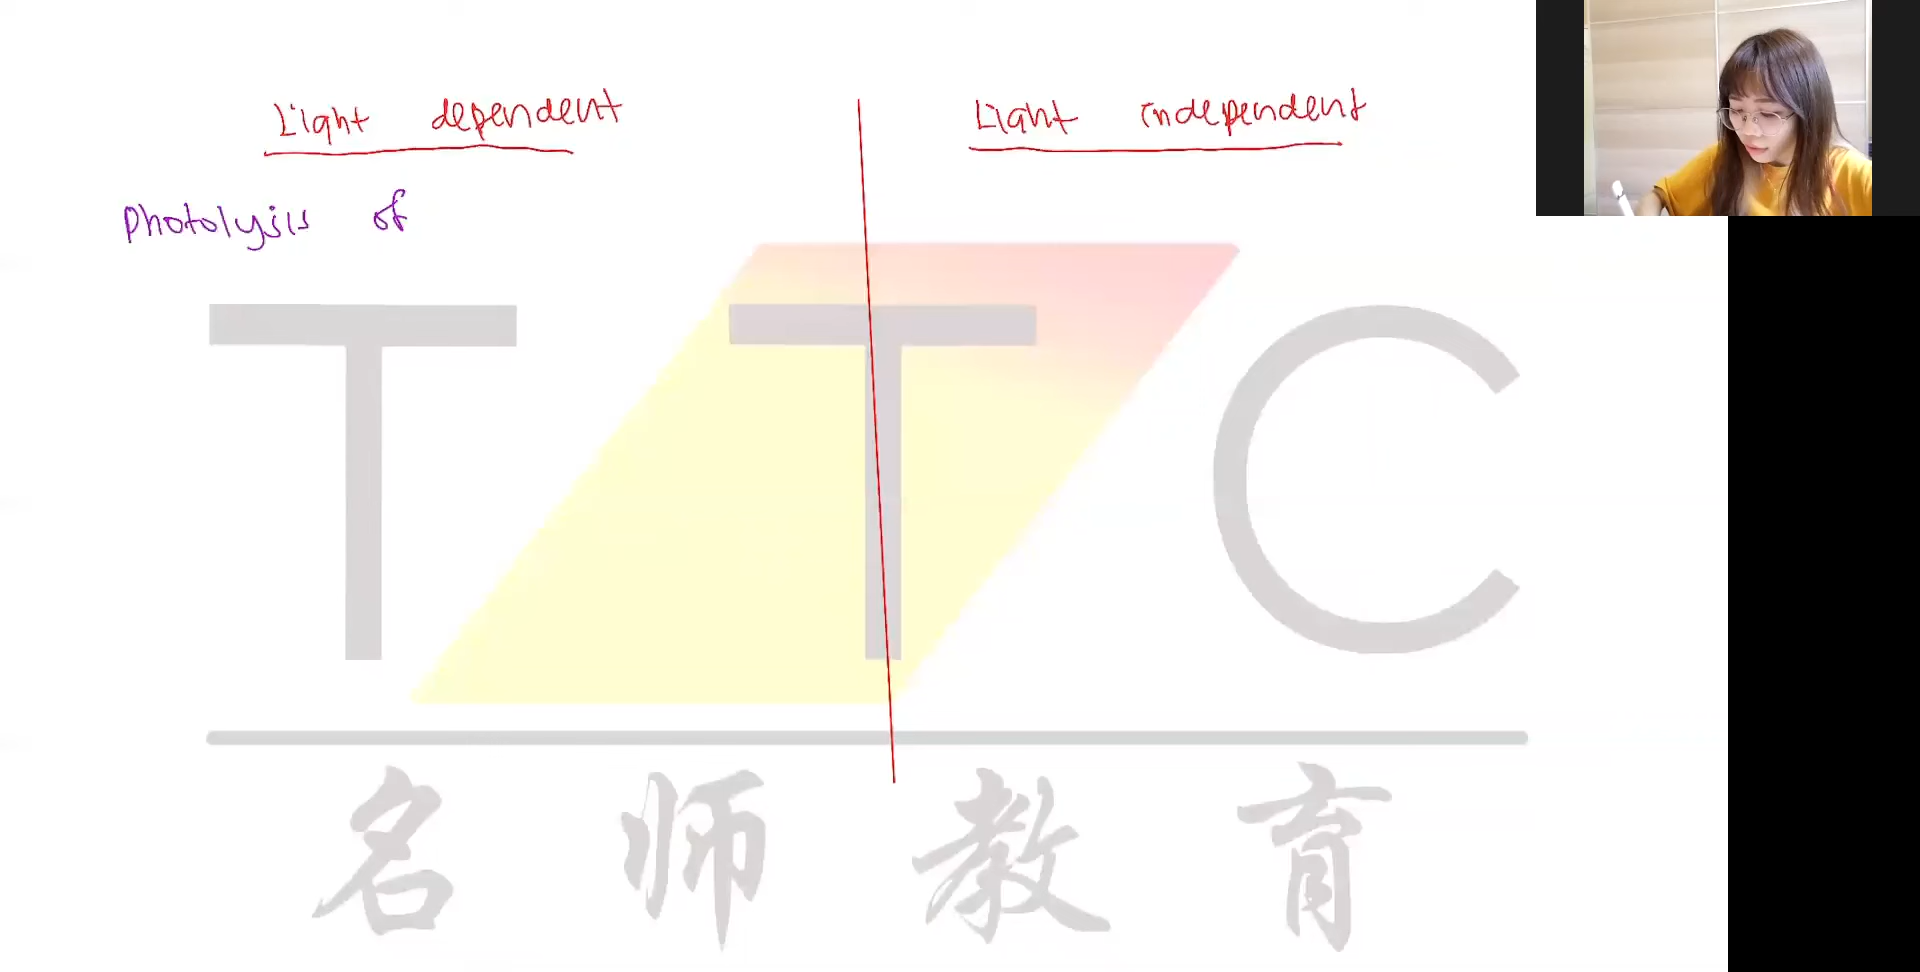 Light dependent
Light independent
Photolysis of
TTC
名师教育